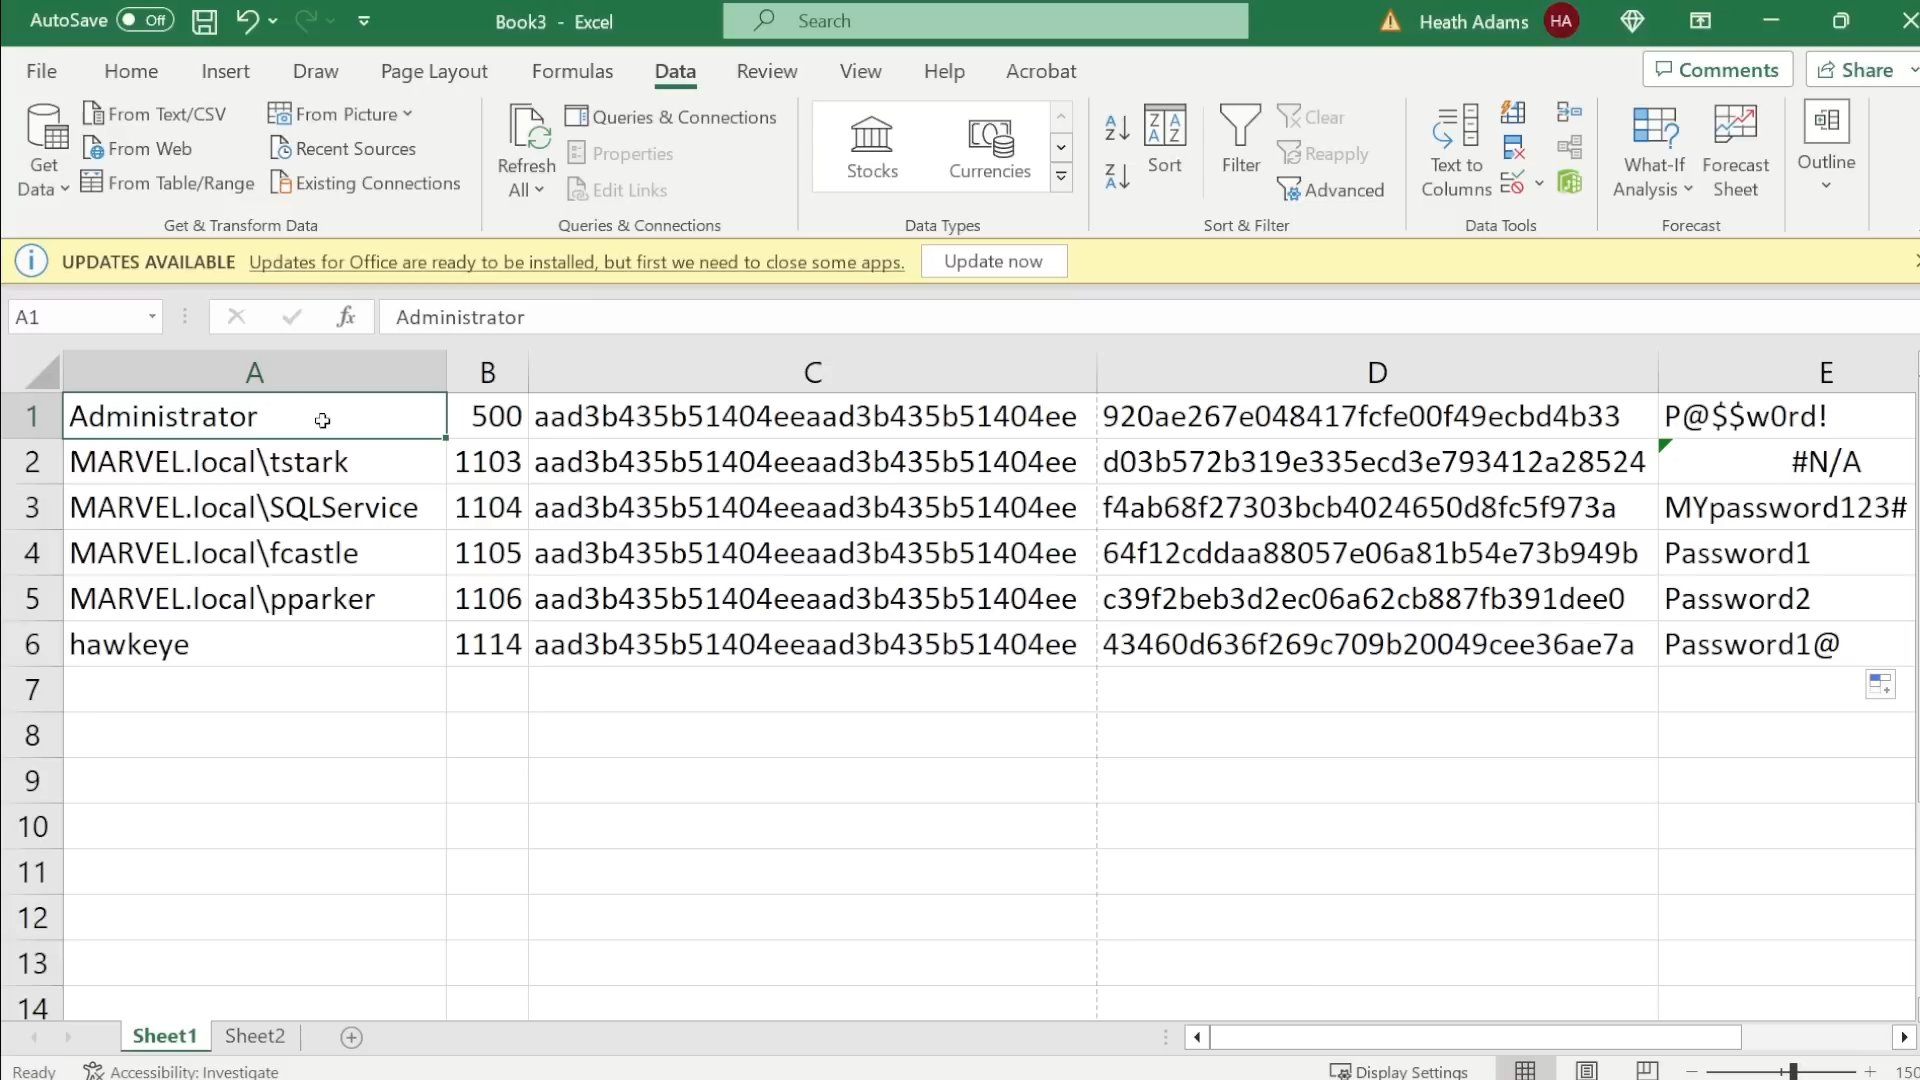 AutoSave Off Book3 - Excel Search Heath Adams HA
File Home Insert Draw Page Layout Formulas Data Review View Help Acrobat Comments Share
Get Data
From Text/CSV
From Web
From Table/Range
From Picture
Recent Sources
Existing Connections
Get & Transform Data
Refresh All
Queries & Connections
Properties
Edit Links
Queries & Connections
Stocks
Currencies
Data Types
Sort
Filter
Clear
Reapply
Advanced
Sort & Filter
Text to Columns
Data Tools
What-If Analysis
Forecast Sheet
Forecast
Outline
UPDATES AVAILABLE Updates for Office are ready to be installed, but first we need to close some apps. Update now
A1 fx Administrator
A B C D E
1 Administrator 500 aad3b435b51404eeaad3b435b51404ee 920ae267e048417fcfe00f49ecbd4b33 P@$$w0rd!
2 MARVEL.local\tstark 1103 aad3b435b51404eeaad3b435b51404ee d03b572b319e335ecd3e793412a28524 #N/A
3 MARVEL.local\SQLService 1104 aad3b435b51404eeaad3b435b51404ee f4ab68f27303bcb4024650d8fc5f973a MYpassword123#
4 MARVEL.local\fcastle 1105 aad3b435b51404eeaad3b435b51404ee 64f12cddaa88057e06a81b54e73b949b Password1
5 MARVEL.local\pparker 1106 aad3b435b51404eeaad3b435b51404ee c39f2beb3d2ec06a62cb887fb391dee0 Password2
6 hawkeye 1114 aad3b435b51404eeaad3b435b51404ee 43460d636f269c709b20049cee36ae7a Password1@
7
8
9
10
11
12
13
14
Sheet1 Sheet2
Ready Accessibility: Investigate Display Settings 150